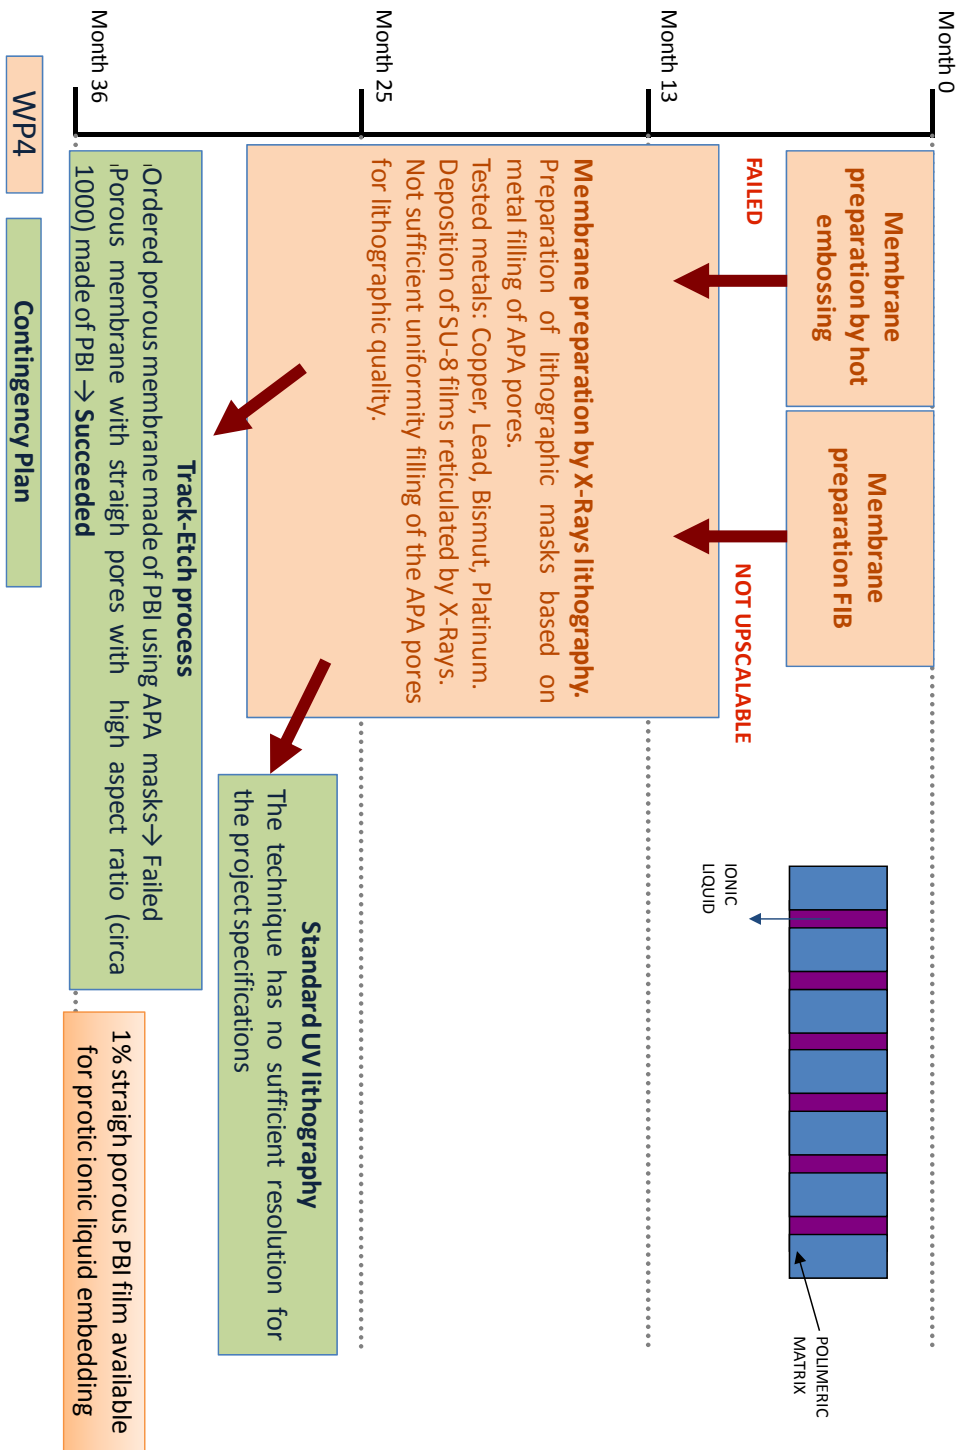 Month 0
Month 13
Month 25
Month 36
Membrane
preparation by hot
embossing
Membrane
preparation FIB
FAILED
NOT UPSCALABLE
IONIC
LIQUID
POLIMERIC
MATRIX
Membrane preparation by X-Rays lithography.
Preparation of lithographic masks based on
metal filling of APA pores.
Tested metals: Copper, Lead, Bismut, Platinum.
Deposition of SU-8 films reticulated by X-Rays.
Not sufficient uniformity filling of the APA pores
for lithographic quality.
Standard UV lithography
The technique has no sufficient resolution for
the project specifications
Track-Etch process
Ordered porous membrane made of PBI using APA masks→ Failed
Porous membrane with straigh pores with high aspect ratio (circa
1000) made of PBI → Succeeded
1% straigh porous PBI film available
for protic ionic liquid embedding
WP4
Contingency Plan